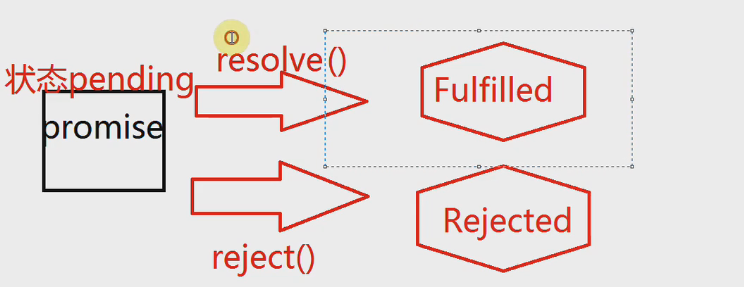 resolve()
状态pending
promise
Fulfilled
Rejected
reject()